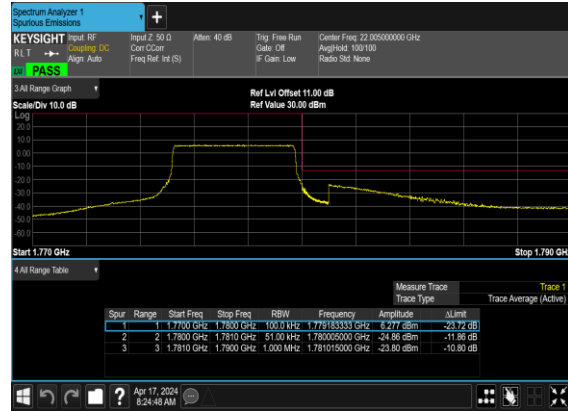 Spectrum Analyzer 1
Spurious Emissions
KEYSIGHT Input: RF Input Z: 50 Ω Atten: 40 dB Trig: Free Run Center Freq: 22.005000000 GHz
RLT Coupling: DC Corr CCorr Gate: Off Avg|Hold: 100/100
Align: Auto Freq Ref: Int (S) IF Gain: Low Radio Std: None
PASS
3 All Range Graph
Ref Lvl Offset 11.00 dB
Scale/Div 10.0 dB Ref Value 30.00 dBm
Log
20.0
10.0
0.00
-10.0
-20.0
-30.0
-40.0
-50.0
-60.0
Start 1.770 GHz Stop 1.790 GH
4 All Range Table
Measure Trace Trace 1
Trace Type Trace Average (Active)
Spur Range Start Freq Stop Freq RBW Frequency Amplitude ΔLimit
1 1 1.7700 GHz 1.7800 GHz 100.0 kHz 1.779183333 GHz 6.277 dBm -23.72 dB
2 2 1.7800 GHz 1.7810 GHz 51.00 kHz 1.780005000 GHz -24.86 dBm -11.86 dB
3 3 1.7810 GHz 1.7900 GHz 1.000 MHz 1.781015000 GHz -23.80 dBm -10.80 dB
Apr 17, 2024
8:24:48 AM